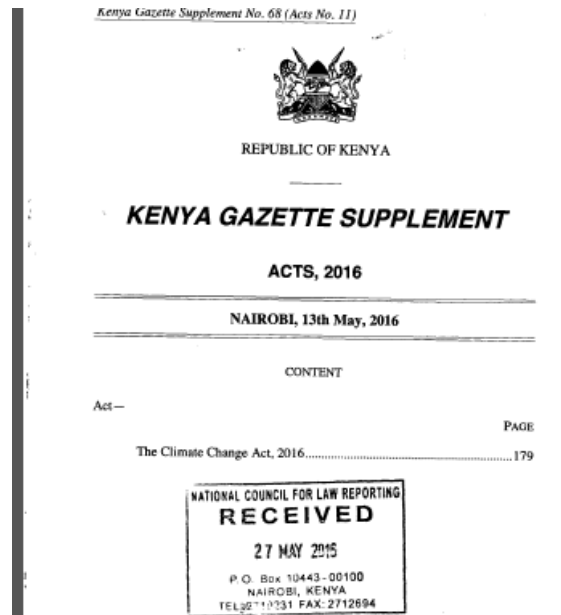 Kenya Gazette Supplement No. 68 (Acts No. 11)
REPUBLIC OF KENYA
KENYA GAZETTE SUPPLEMENT
ACTS, 2016
NAIROBI, 13th May, 2016
CONTENT
Act—
PAGE
The Climate Change Act, 2016..........179
NATIONAL COUNCIL FOR LAW REPORTING
RECEIVED
27 MAY
P.O. Box 10443-00100
NAIROBI, KENYA
FAX: 2712694